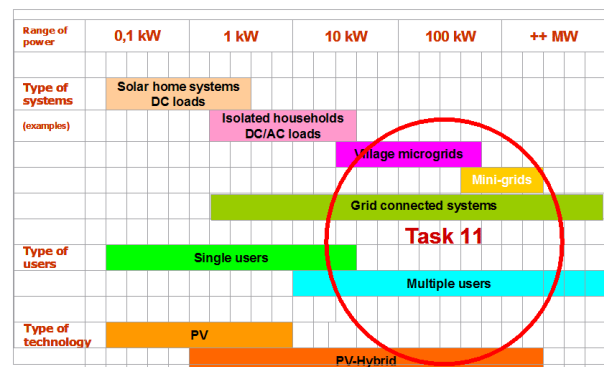 Range of power 0,1 kW 1 kW 10 kW 100 kW ++ MW
Type of systems
Solar home systems
DC loads
(examples)
Isolated households
DC/AC loads
Village microgrids
Mini-grids
Grid connected systems
Task 11
Type of users
Single users
Multiple users
Type of technology
PV
PV-Hybrid